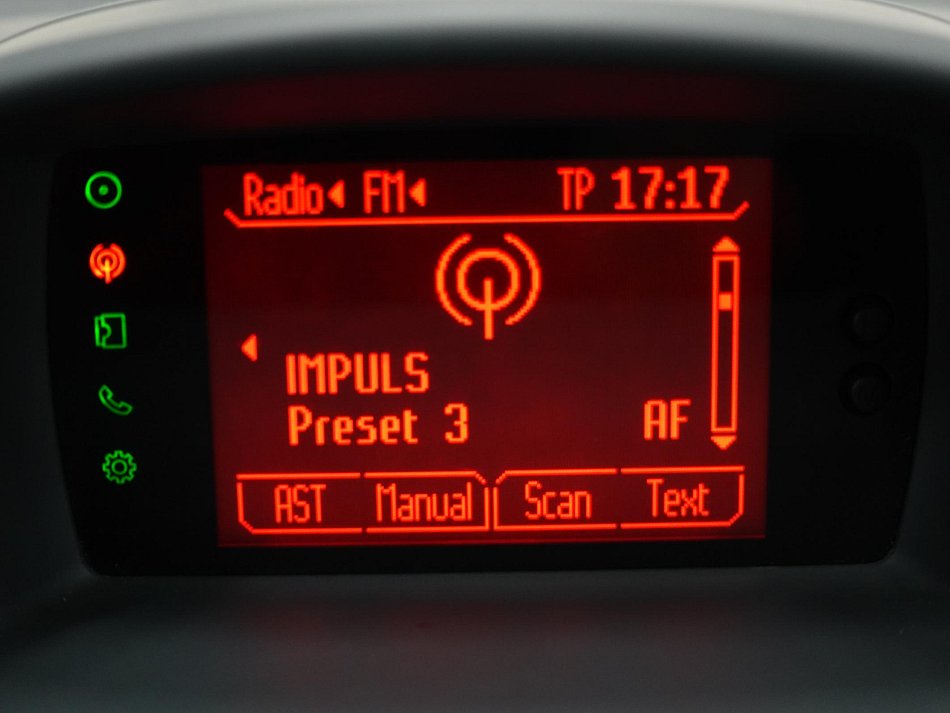 Radio FM TP 17:17
IMPULS
Preset 3 AF
AST Manual Scan Text